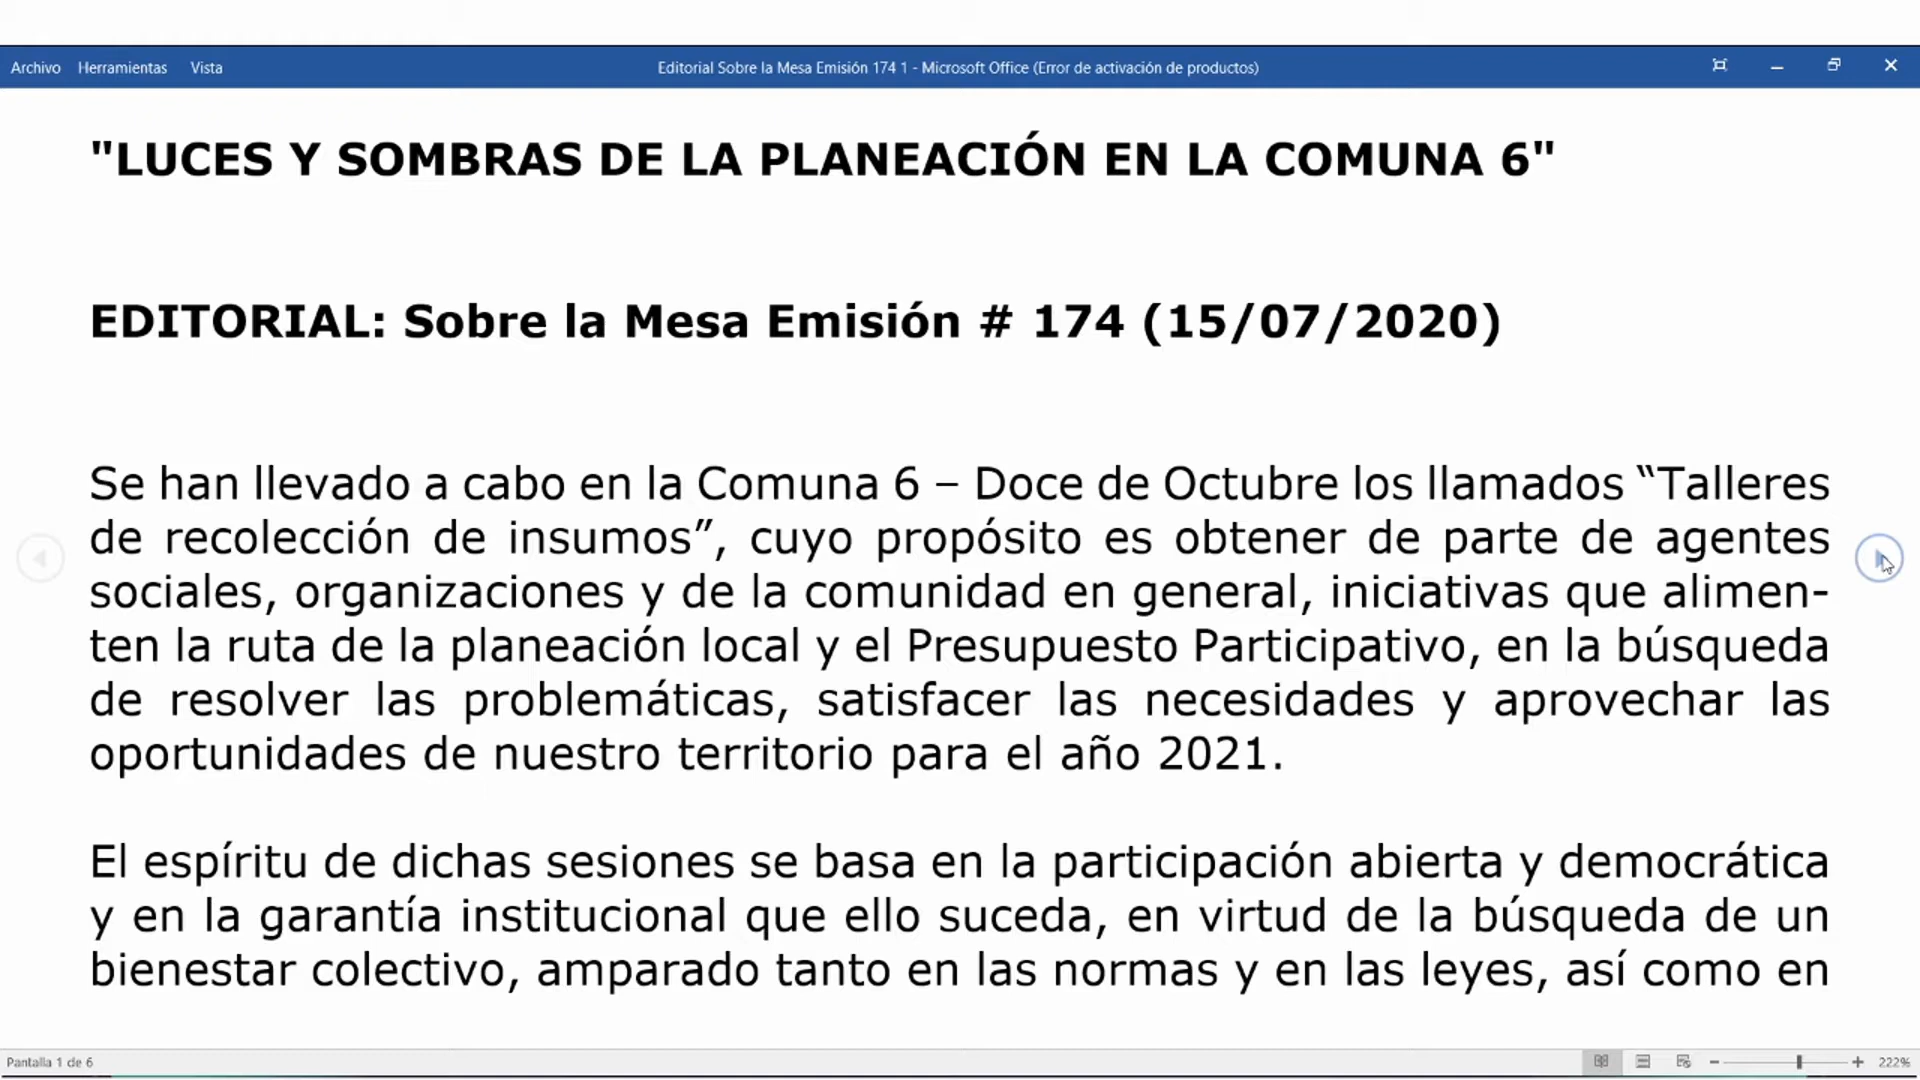 Archivo Herramientas Vista Editorial Sobre la Mesa Emisión 174 1 - Microsoft Office (Error de activación de productos)
"LUCES Y SOMBRAS DE LA PLANEACIÓN EN LA COMUNA 6"
EDITORIAL: Sobre la Mesa Emisión # 174 (15/07/2020)
Se han llevado a cabo en la Comuna 6 – Doce de Octubre los llamados “Talleres
de recolección de insumos”, cuyo propósito es obtener de parte de agentes
sociales, organizaciones y de la comunidad en general, iniciativas que alimen-
ten la ruta de la planeación local y el Presupuesto Participativo, en la búsqueda
de resolver las problemáticas, satisfacer las necesidades y aprovechar las
oportunidades de nuestro territorio para el año 2021.
El espíritu de dichas sesiones se basa en la participación abierta y democrática
y en la garantía institucional que ello suceda, en virtud de la búsqueda de un
bienestar colectivo, amparado tanto en las normas y en las leyes, así como en
Pantalla 1 de 6 222%